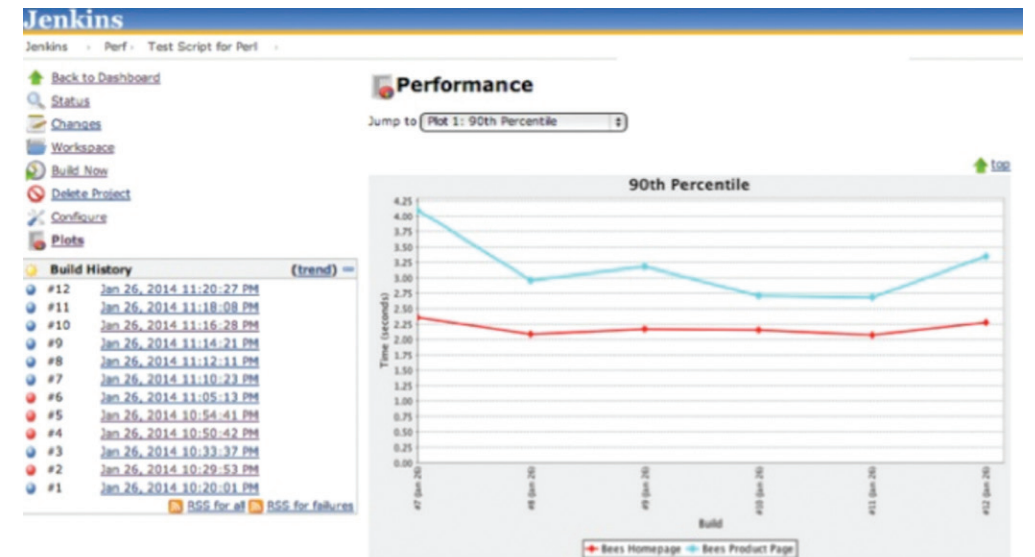 Jenkins
Jenkins Perf Test Script for Perl
Back to Dashboard
Status
Changes
Workspace
Build Now
Delete Project
Configure
Plots
Build History (trend)
#12 Jan 26, 2014 11:20:27 PM
#11 Jan 26, 2014 11:18:08 PM
#10 Jan 26, 2014 11:16:28 PM
#9 Jan 26, 2014 11:14:21 PM
#8 Jan 26, 2014 11:12:11 PM
#7 Jan 26, 2014 11:10:23 PM
#6 Jan 26, 2014 11:05:13 PM
#5 Jan 26, 2014 10:54:41 PM
#4 Jan 26, 2014 10:50:42 PM
#3 Jan 26, 2014 10:33:37 PM
#2 Jan 26, 2014 10:29:53 PM
#1 Jan 26, 2014 10:20:01 PM
RSS for all RSS for failures
Performance
Jump to Plot 1: 90th Percentile
top
90th Percentile
Time (seconds)
4.25
4.00
3.75
3.50
3.25
3.00
2.75
2.50
2.25
2.00
1.75
1.50
1.25
1.00
0.75
0.50
0.25
0.00
#7 (Jan 26)
#8 (Jan 26)
#9 (Jan 26)
#10 (Jan 26)
#11 (Jan 26)
#12 (Jan 26)
Build
Bees Homepage Bees Product Page